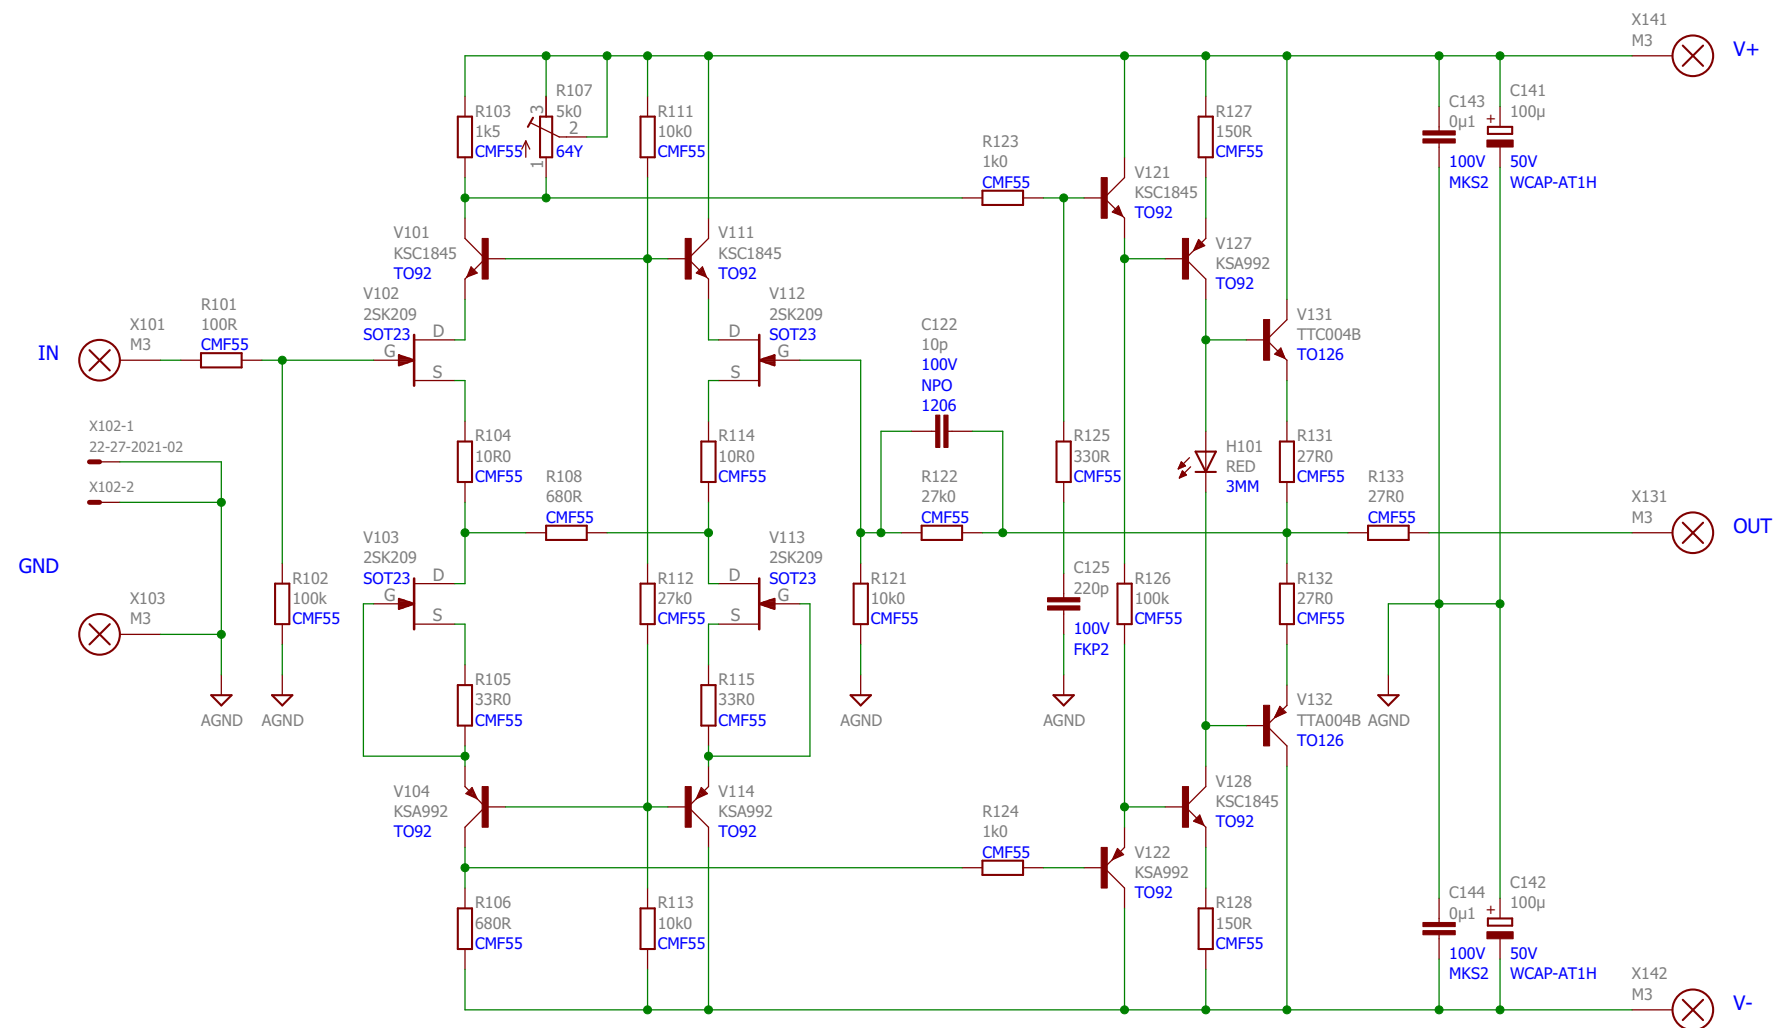 X141
M3
V+
R103
1k5
CMF55
R107
5k0
64Y
3
2
1
R111
10k0
CMF55
R123
1k0
CMF55
V121
KSC1845
TO92
R127
150R
CMF55
C143
0µ1
100V
MKS2
C141
100µ
+
50V
WCAP-AT1H
V101
KSC1845
TO92
V111
KSC1845
TO92
V127
KSA992
TO92
IN
X101
M3
R101
100R
CMF55
V102
2SK209
SOT23
D
G
S
V112
2SK209
SOT23
D
G
S
C122
10p
100V
NPO
1206
V131
TTC004B
TO126
X102-1
22-27-2021-02
X102-2
R104
10R0
CMF55
R114
10R0
CMF55
R108
680R
CMF55
R122
27k0
CMF55
R125
330R
CMF55
H101
RED
3MM
R131
27R0
CMF55
R133
27R0
CMF55
X131
M3
OUT
GND
X103
M3
R102
100k
CMF55
V103
2SK209
SOT23
D
G
S
R112
27k0
CMF55
V113
2SK209
SOT23
D
G
S
R121
10k0
CMF55
C125
220p
100V
FKP2
R126
100k
CMF55
R132
27R0
CMF55
AGND
AGND
R105
33R0
CMF55
R115
33R0
CMF55
AGND
AGND
V132
TTA004B
TO126
AGND
V104
KSA992
TO92
V114
KSA992
TO92
R124
1k0
CMF55
V122
KSA992
TO92
V128
KSC1845
TO92
R106
680R
CMF55
R113
10k0
CMF55
R128
150R
CMF55
C144
0µ1
100V
MKS2
C142
100µ
+
50V
WCAP-AT1H
X142
M3
V-